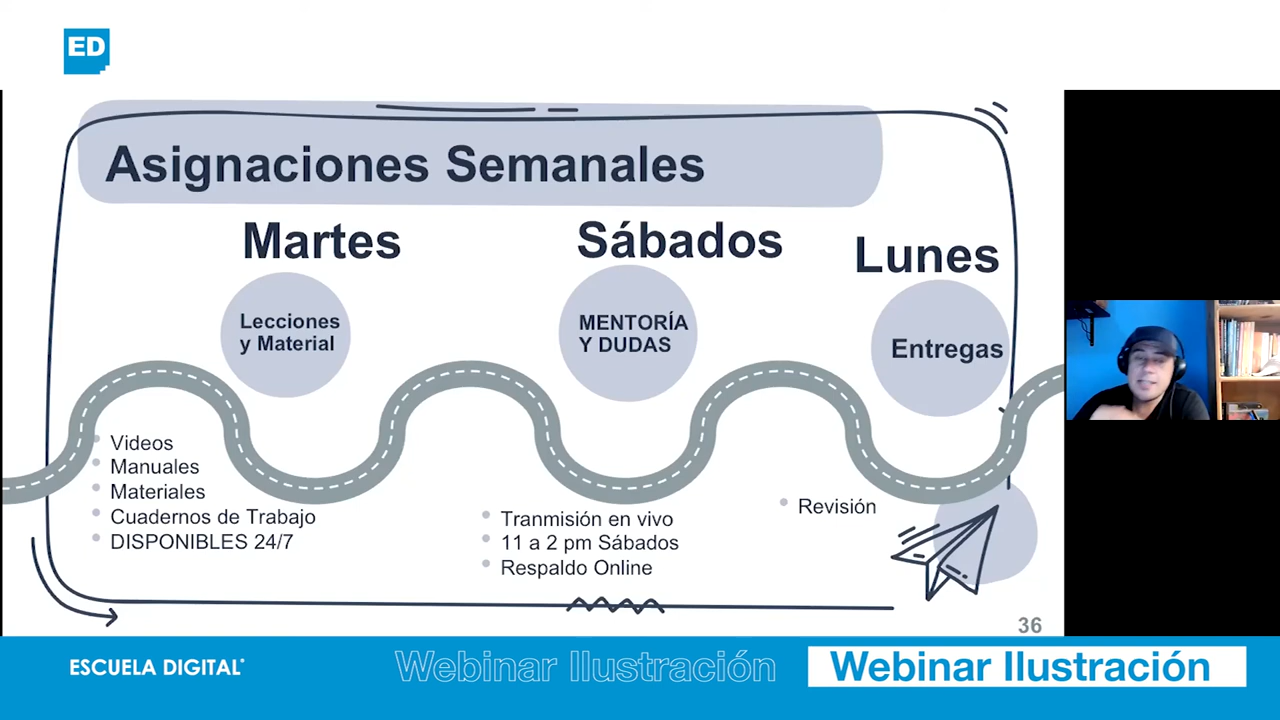 ED
Asignaciones Semanales
Martes
Lecciones
y Material
Videos
Manuales
Materiales
Cuadernos de Trabajo
DISPONIBLES 24/7
Sábados
MENTORÍA
Y DUDAS
Tranmisión en vivo
11 a 2 pm Sábados
Respaldo Online
Lunes
Entregas
Revisión
36
ESCUELA DIGITAL
Webinar Ilustración
Webinar Ilustración